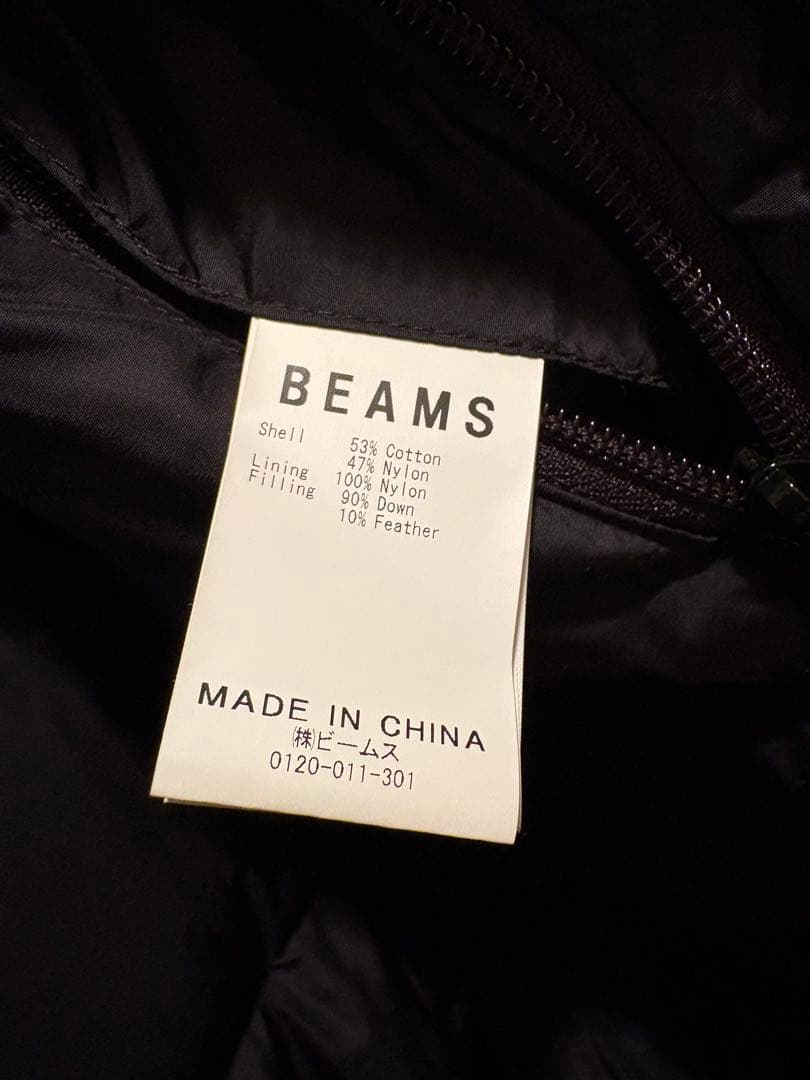 BEAMS
Shell 53% Cotton
47% Nylon
Lining 100% Nylon
Filling 90% Down
10% Feather
MADE IN CHINA
㈱ビームス
0120-011-301